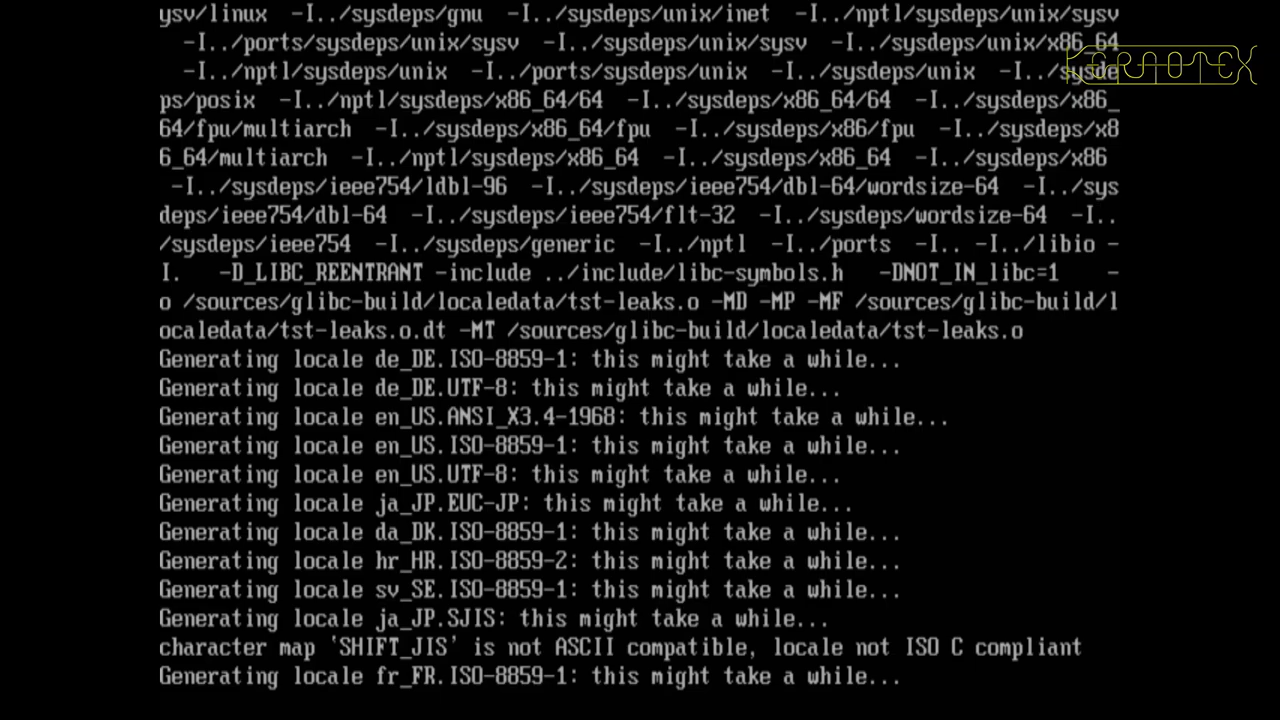 ysv/linux  -I../sysdeps/gnu  -I../sysdeps/unix/inet  -I../nptl/sysdeps/unix/sysv
  -I../ports/sysdeps/unix/sysv  -I../sysdeps/unix/sysv  -I../sysdeps/unix/x86_64
  -I../nptl/sysdeps/unix  -I../ports/sysdeps/unix  -I../sysdeps/unix  -I../sysde
ps/posix  -I../nptl/sysdeps/x86_64/64  -I../sysdeps/x86_64/64  -I../sysdeps/x86_
64/fpu/multiarch  -I../sysdeps/x86_64/fpu  -I../sysdeps/x86/fpu  -I../sysdeps/x8
6_64/multiarch  -I../nptl/sysdeps/x86_64  -I../sysdeps/x86_64  -I../sysdeps/x86
 -I../sysdeps/ieee754/ldbl-96  -I../sysdeps/ieee754/dbl-64/wordsize-64  -I../sys
deps/ieee754/dbl-64  -I../sysdeps/ieee754/flt-32  -I../sysdeps/wordsize-64  -I..
/sysdeps/ieee754  -I../sysdeps/generic  -I../nptl  -I../ports  -I.. -I../libio -
I.   -D_LIBC_REENTRANT -include ../include/libc-symbols.h   -DNOT_IN_libc=1    -
o /sources/glibc-build/localedata/tst-leaks.o -MD -MP -MF /sources/glibc-build/l
ocaledata/tst-leaks.o.dt -MT /sources/glibc-build/localedata/tst-leaks.o
Generating locale de_DE.ISO-8859-1: this might take a while...
Generating locale de_DE.UTF-8: this might take a while...
Generating locale en_US.ANSI_X3.4-1968: this might take a while...
Generating locale en_US.ISO-8859-1: this might take a while...
Generating locale en_US.UTF-8: this might take a while...
Generating locale ja_JP.EUC-JP: this might take a while...
Generating locale da_DK.ISO-8859-1: this might take a while...
Generating locale hr_HR.ISO-8859-2: this might take a while...
Generating locale sv_SE.ISO-8859-1: this might take a while...
Generating locale ja_JP.SJIS: this might take a while...
character map `SHIFT_JIS' is not ASCII compatible, locale not ISO C compliant
Generating locale fr_FR.ISO-8859-1: this might take a while...